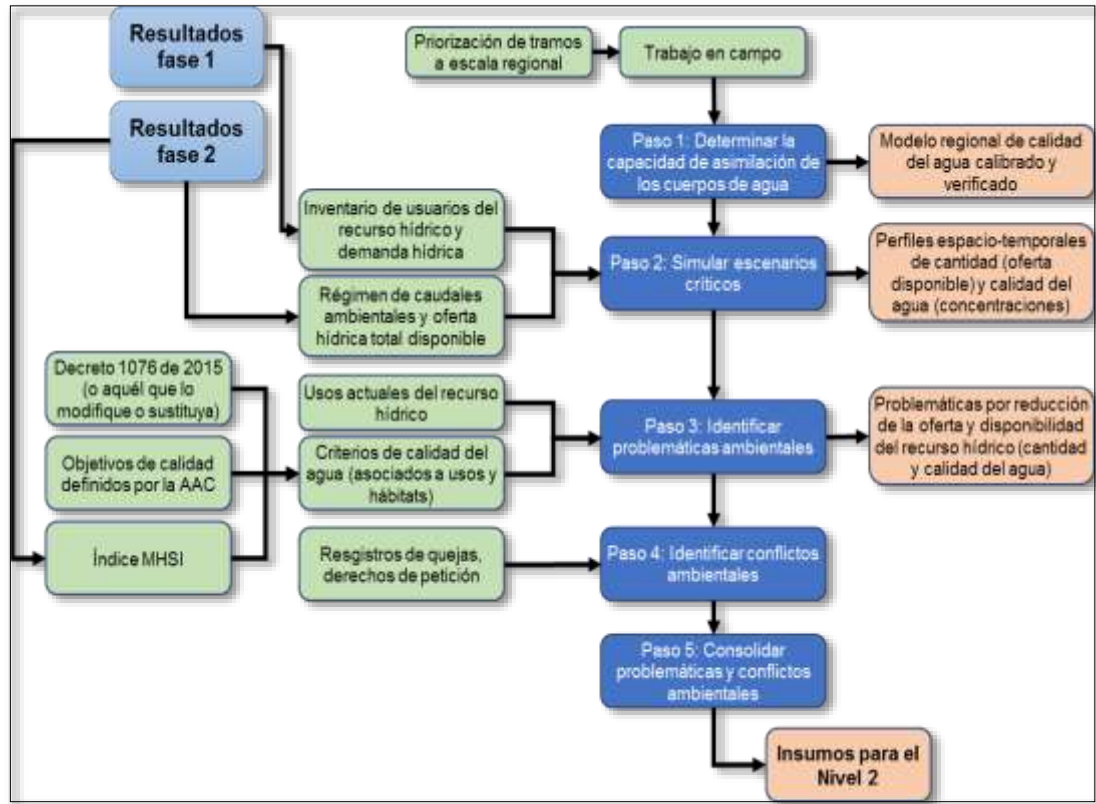 Resultados
fase 1
Resultados
fase 2
Priorización de tramos
a escala regional
Trabajo en campo
Paso 1: Determinar la
capacidad de asimilación de
los cuerpos de agua
Modelo regional de calidad
del agua calibrado y
verificado
Inventario de usuarios del
recurso hídrico y
demanda hídrica
Régimen de caudales
ambientales y oferta
hídrica total disponible
Paso 2: Simular escenarios
críticos
Perfiles espacio-temporales
de cantidad (oferta
disponible) y calidad del
agua (concentraciones)
Decreto 1076 de 2015
(o aquél que lo
modifique o sustituya)
Objetivos de calidad
definidos por la AAC
Índice MHSI
Usos actuales del recurso
hídrico
Criterios de calidad del
agua (asociados a usos y
hábitats)
Paso 3: Identificar
problemáticas ambientales
Problemáticas por reducción
de la oferta y disponibilidad
del recurso hídrico (cantidad
y calidad del agua)
Resgistros de quejas,
derechos de petición
Paso 4: Identificar conflictos
ambientales
Paso 5: Consolidar
problemáticas y conflictos
ambientales
Insumos para el
Nivel 2